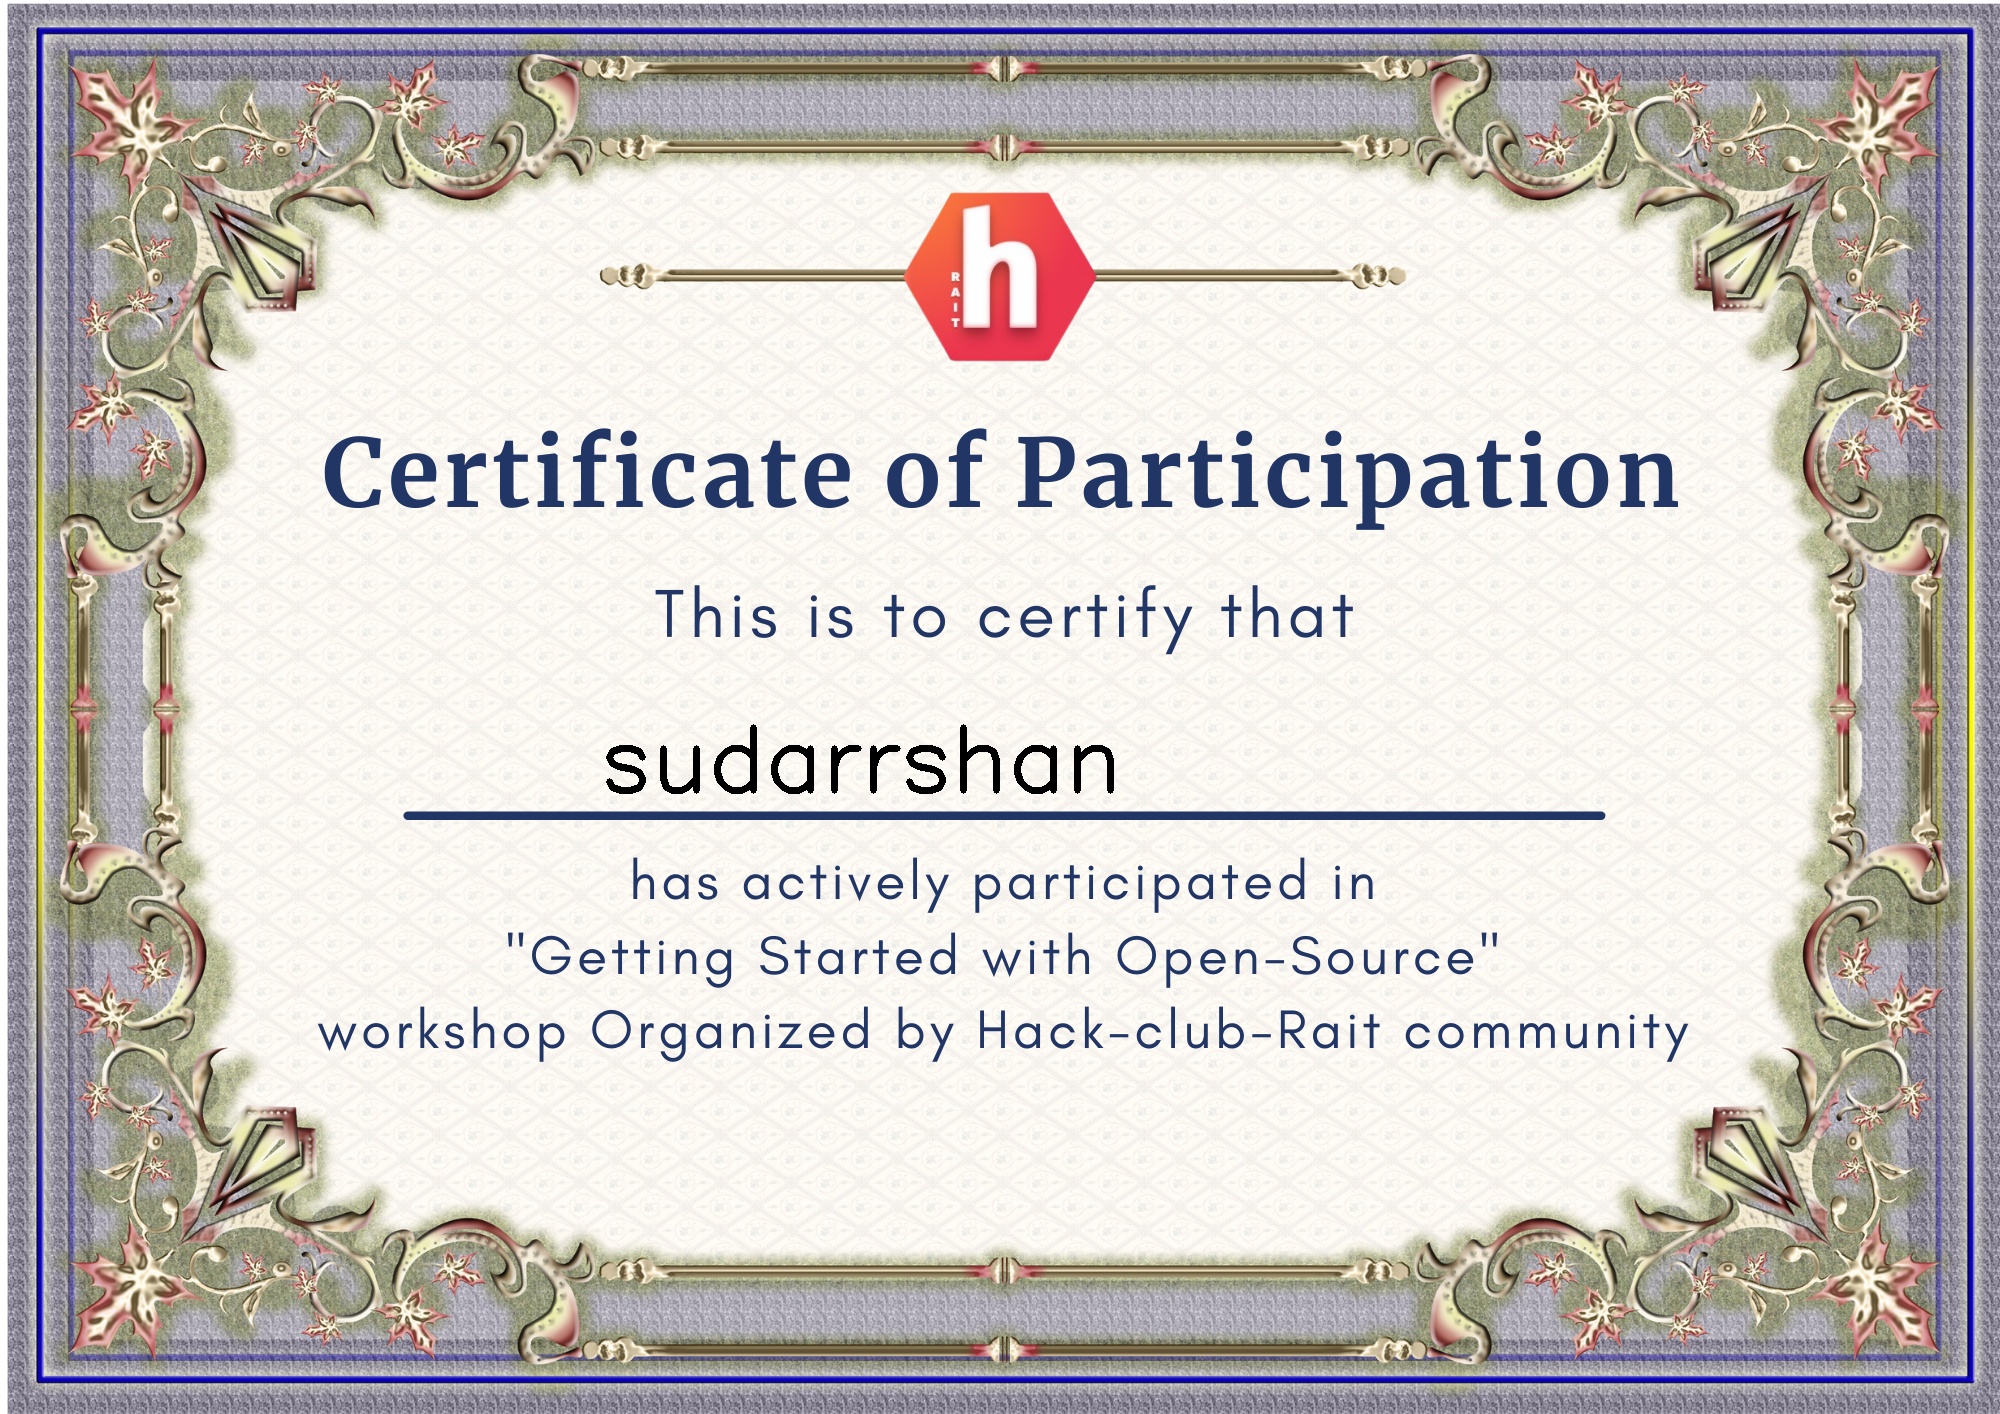 h
RAIT
Certificate of Participation
This is to certify that
sudarrshan
has actively participated in
"Getting Started with Open-Source"
workshop Organized by Hack-club-Rait community